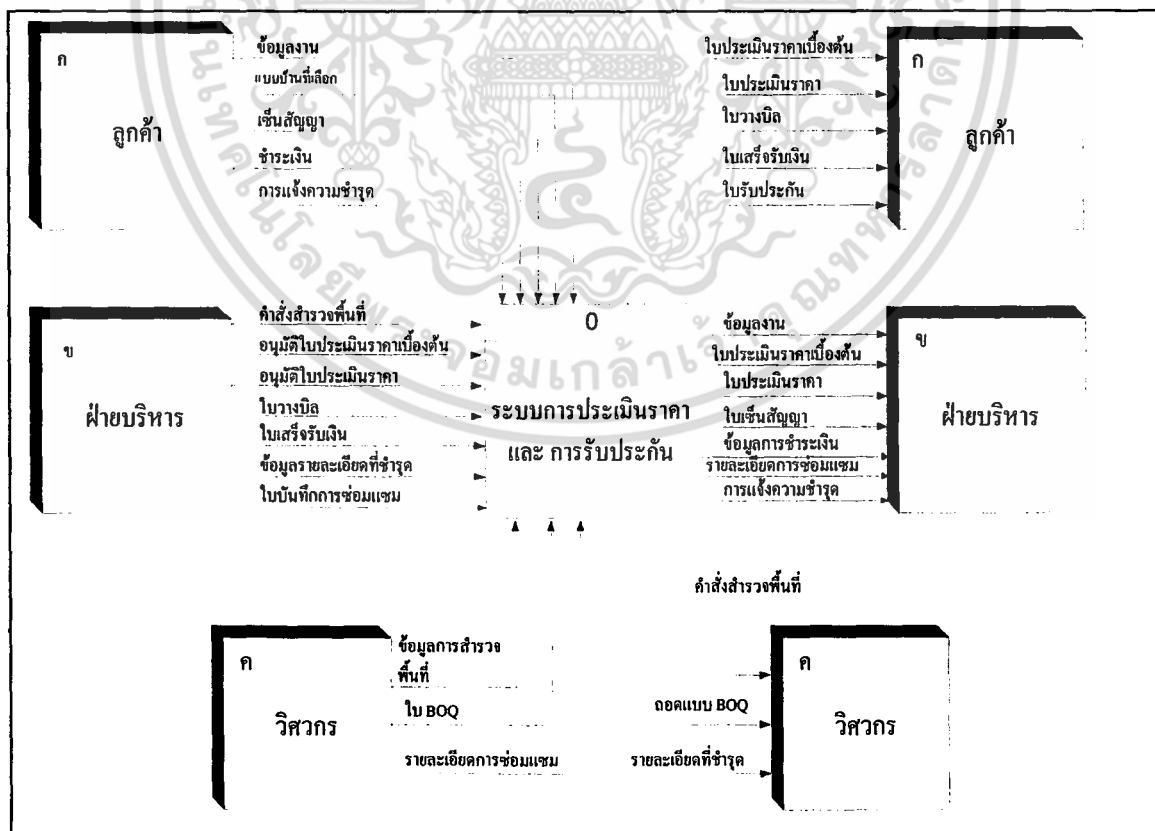 ก
ลูกค้า
ข้อมูลงาน
แบบบ้านที่เลือก
เซ็นสัญญา
ชำระเงิน
การแจ้งความชำรุด
ใบประเมินราคาเบื้องต้น
ใบประเมินราคา
ใบวางบิล
ใบเสร็จรับเงิน
ใบรับประกัน
ก
ลูกค้า
ข
ฝ่ายบริหาร
คำสั่งสำรวจพื้นที่
อนุมัติใบประเมินราคาเบื้องต้น
อนุมัติใบประเมินราคา
ใบวางบิล
ใบเสร็จรับเงิน
ข้อมูลรายละเอียดที่ชำรุด
ใบบันทึกการซ่อมแซม
0
ระบบการประเมินราคา
และ การรับประกัน
ข้อมูลงาน
ใบประเมินราคาเบื้องต้น
ใบประเมินราคา
ใบเซ็นสัญญา
ข้อมูลการชำระเงิน
รายละเอียดการซ่อมแซม
การแจ้งความชำรุด
ข
ฝ่ายบริหาร
คำสั่งสำรวจพื้นที่
ค
วิศวกร
ข้อมูลการสำรวจ
พื้นที่
ใบ BOQ
รายละเอียดการซ่อมแซม
ถอดแบบ BOQ
รายละเอียดที่ชำรุด
ค
วิศวกร